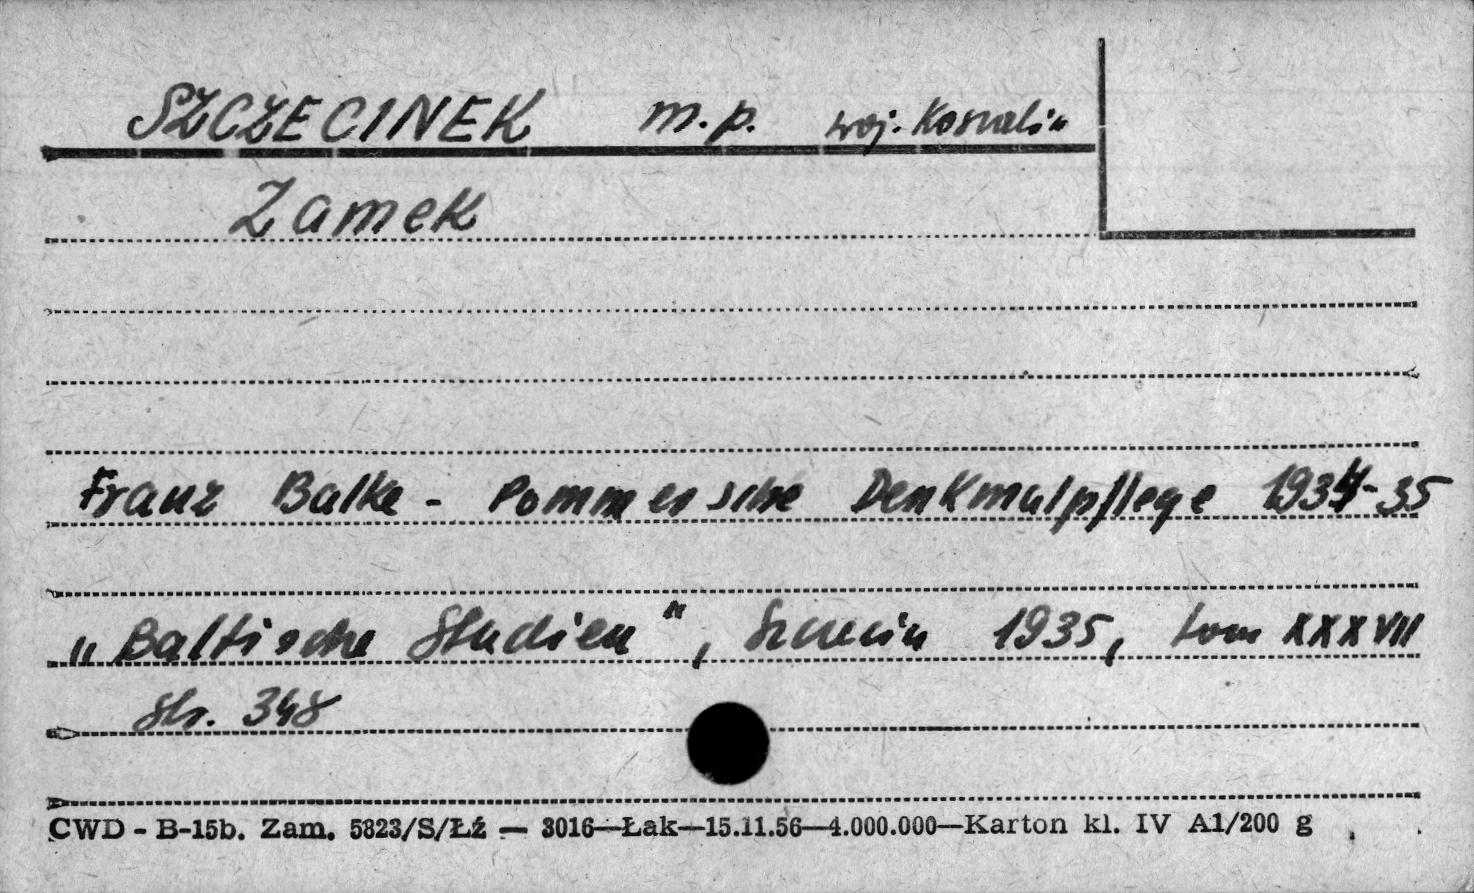 SZCZECINEK m.p. woj. Koszalin
Zamek
Franz Balke - Pommersche Denkmalpflege 1934-35
„Baltische Studien", Szczecin 1935, tom XXXVII
str. 348
CWD - B-15b. Zam. 5823/S/Łź — 3016—Łak—15.11.56—4.000.000—Karton kl. IV A1/200 g